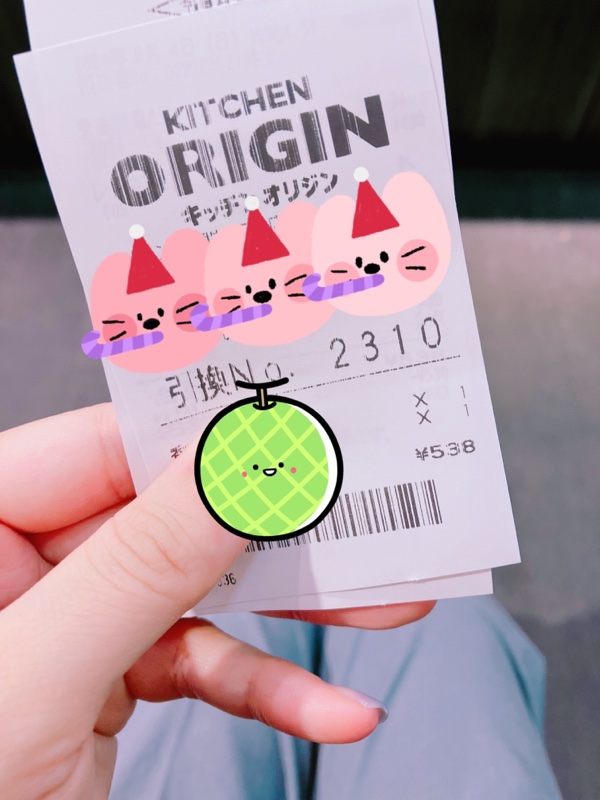 KITCHEN
ORIGIN
キッチンオリジン
引換No. 2310
× 1
× 1
¥538